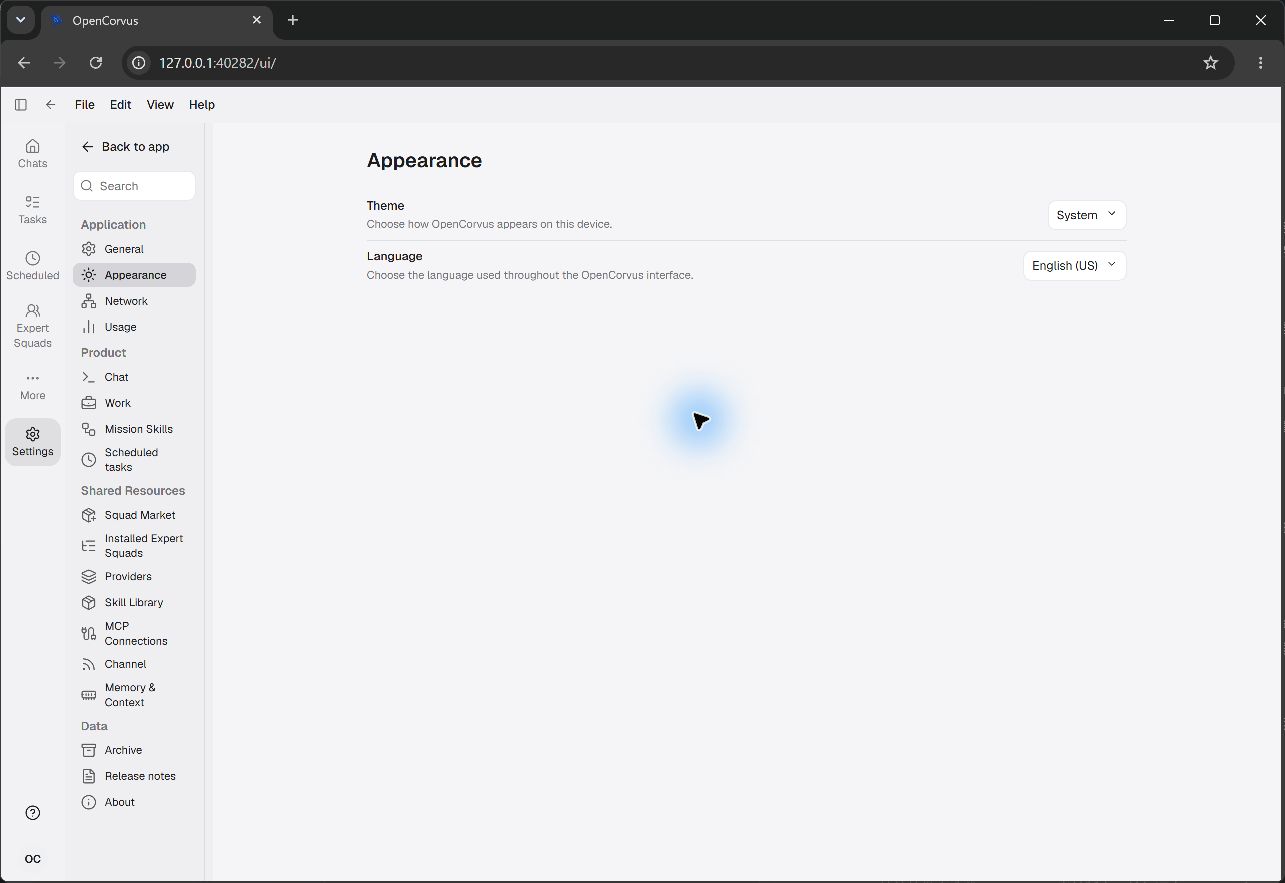 OpenCorvus
127.0.0.1:40282/ui/
File Edit View Help
Chats
Tasks
Scheduled
Expert
Squads
More
Settings
OC
Back to app
Search
Application
General
Appearance
Network
Usage
Product
Chat
Work
Mission Skills
Scheduled
tasks
Shared Resources
Squad Market
Installed Expert
Squads
Providers
Skill Library
MCP
Connections
Channel
Memory &
Context
Data
Archive
Release notes
About
Appearance
Theme
Choose how OpenCorvus appears on this device.
System
Language
Choose the language used throughout the OpenCorvus interface.
English (US)